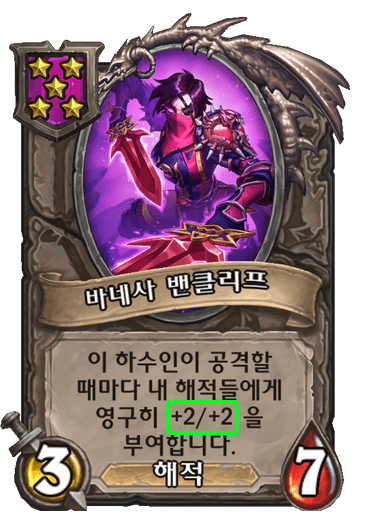 바네사 밴클리프
이 하수인이 공격할
때마다 내 해적들에게
영구히 +2/+2 을
부여합니다.
해적
3
7